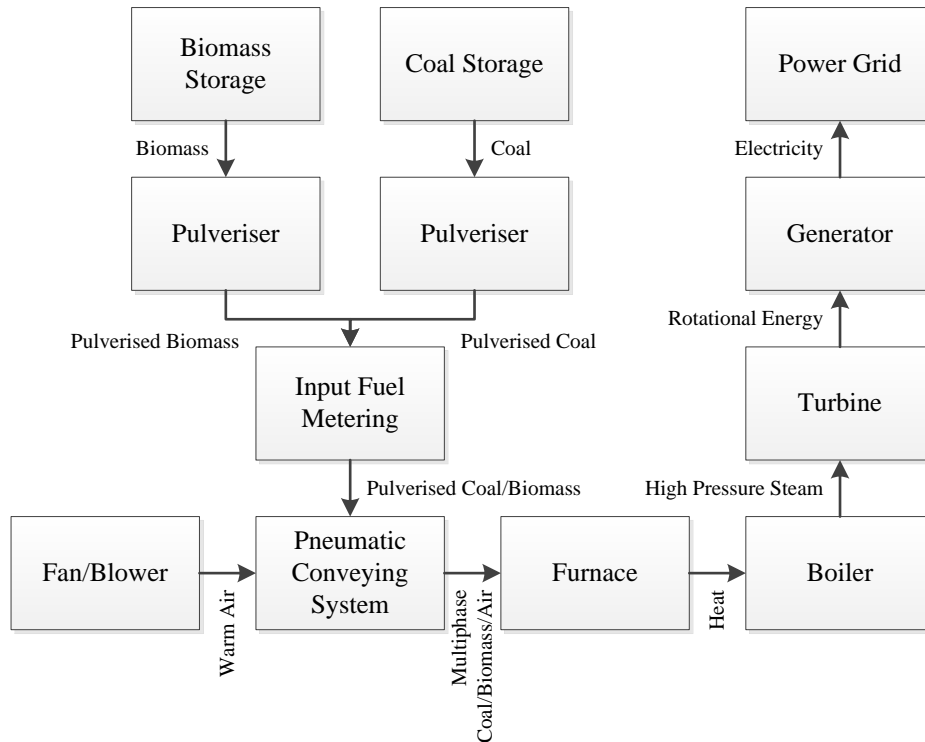 Biomass
Storage
Coal Storage
Power Grid
Biomass
Coal
Electricity
Pulveriser
Pulveriser
Generator
Pulverised Biomass
Pulverised Coal
Rotational Energy
Input Fuel
Metering
Turbine
Pulverised Coal/Biomass
High Pressure Steam
Fan/Blower
Warm Air
Pneumatic
Conveying
System
Multiphase
Coal/Biomass/Air
Furnace
Heat
Boiler